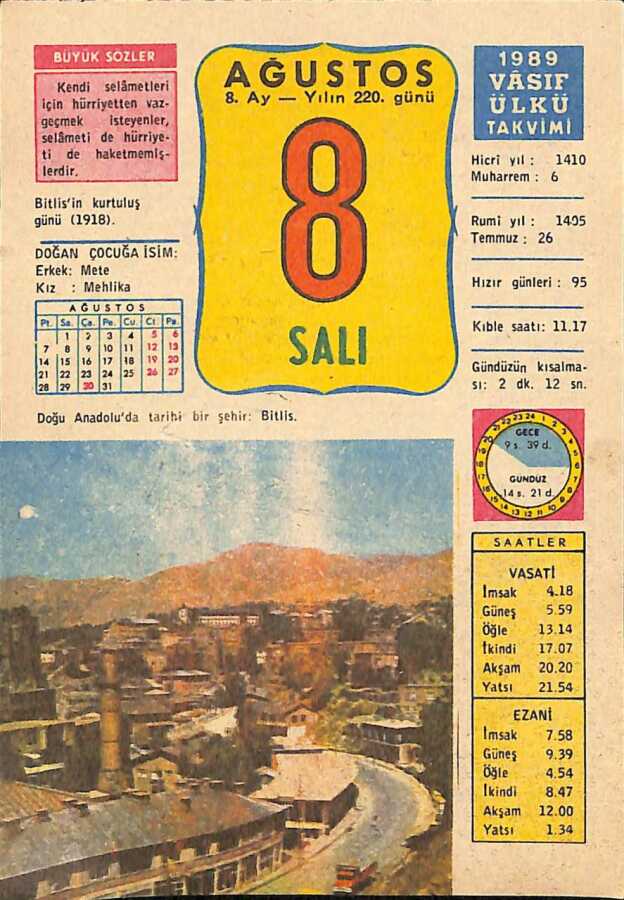 BÜYÜK SÖZLER
Kendi selâmetleri
için hürriyetten vaz-
geçmek isteyenler,
selâmeti de hürriye-
ti de haketmemiş-
lerdir.
Bitlis'in kurtuluş
günü (1918).
DOĞAN ÇOCUĞA İSİM:
Erkek: Mete
Kız : Mehlika
AĞUSTOS
Pt. Sa. Ça. Pe. Cu. Ct. Pa.
1 2 3 4 5 6
7 8 9 10 11 12 13
14 15 16 17 18 19 20
21 22 23 24 25 26 27
28 29 30 31
AĞUSTOS
8. Ay — Yılın 220. günü
8
SALI
1989
VÂSIF
ÜLKÜ
TAKVİMİ
Hicrî yıl : 1410
Muharrem : 6
Rumî yıl : 1405
Temmuz : 26
Hızır günleri : 95
Kıble saati: 11.17
Gündüzün kısalma-
sı: 2 dk. 12 sn.
Doğu Anadolu'da tarihi bir şehir: Bitlis.
GECE
9 s. 39 d.
GÜNDÜZ
14 s. 21 d.
SAATLER
VASATİ
İmsak 4.18
Güneş 5.59
Öğle 13.14
İkindi 17.07
Akşam 20.20
Yatsı 21.54
EZANİ
İmsak 7.58
Güneş 9.39
Öğle 4.54
İkindi 8.47
Akşam 12.00
Yatsı 1.34